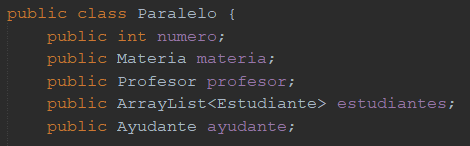 public class Paralelo {
public int numero;
public Materia materia;
public Profesor profesor;
public ArrayList<Estudiante> estudiantes;
public Ayudante ayudante;